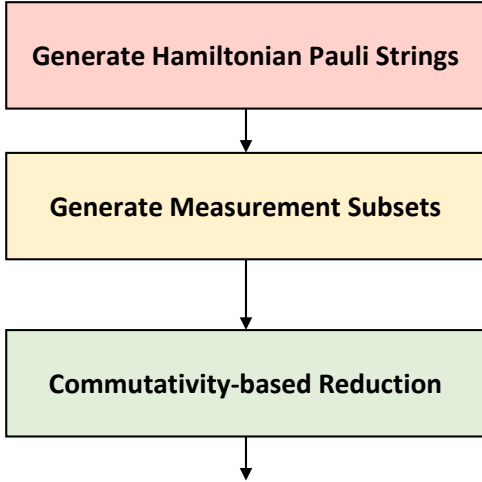 Generate Hamiltonian Pauli Strings
Generate Measurement Subsets
Commutativity-based Reduction